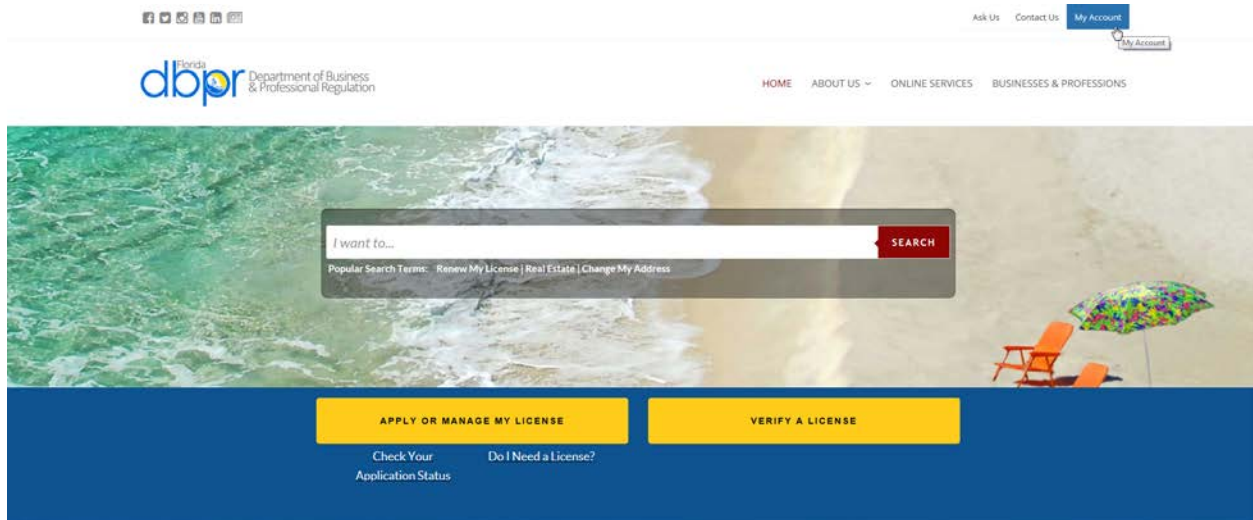 Ask Us Contact Us My Account
My Account
Florida
dbpr Department of Business
& Professional Regulation
HOME ABOUT US ONLINE SERVICES BUSINESSES & PROFESSIONS
I want to... SEARCH
Popular Search Terms: Renew My License | Real Estate | Change My Address
APPLY OR MANAGE MY LICENSE VERIFY A LICENSE
Check Your Do I Need a License?
Application Status